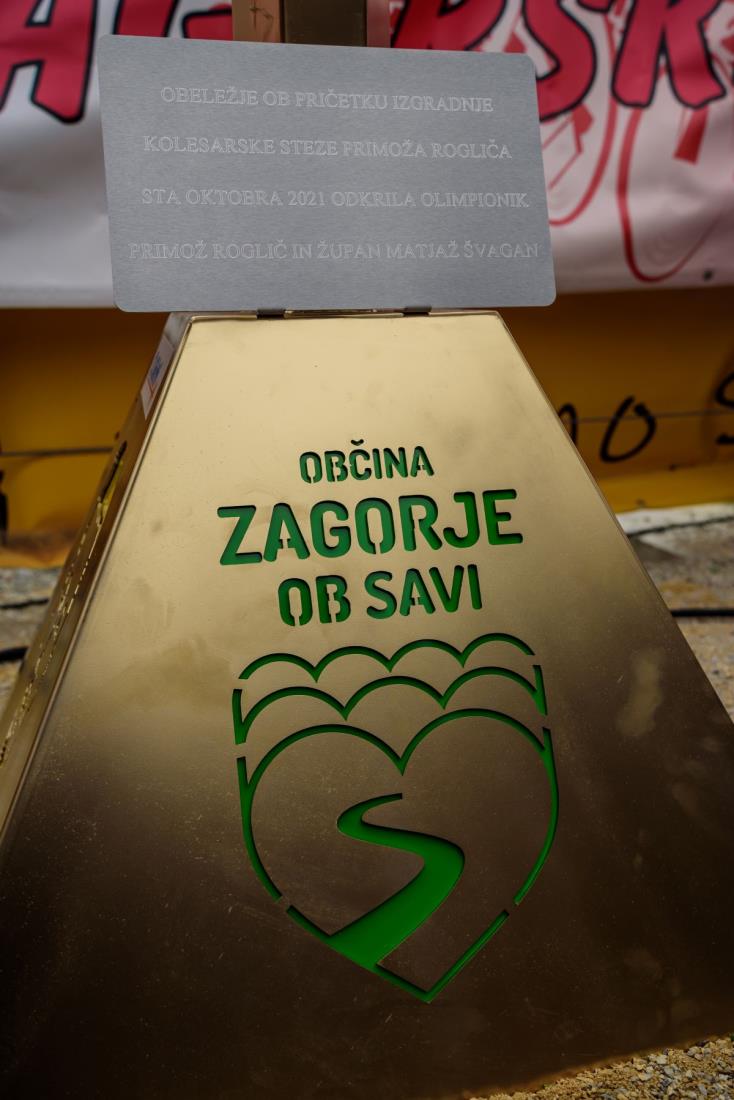 OBELEŽJE OB PRIČETKU IZGRADNJE
KOLESARSKE STEZE PRIMOŽA ROGLIČA
STA OKTOBRA 2021 ODKRILA OLIMPIONIK
PRIMOŽ ROGLIČ IN ŽUPAN MATJAŽ ŠVAGAN
OBČINA
ZAGORJE
OB SAVI